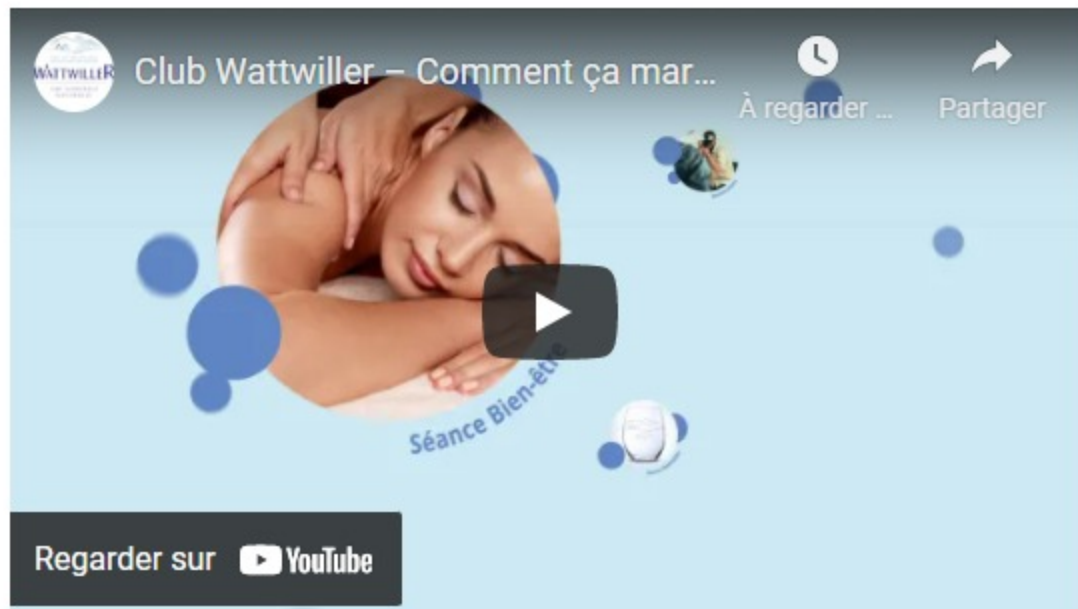 WATTWILLER
Club Wattwiller – Comment ça mar...
À regarder ...
Partager
Séance Bien-être
Regarder sur YouTube